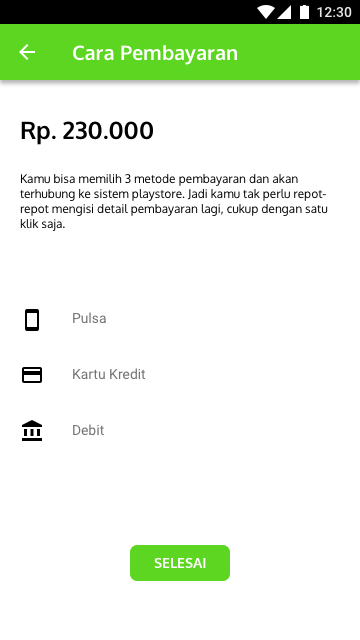 12:30
Cara Pembayaran
Rp. 230.000
Kamu bisa memilih 3 metode pembayaran dan akan
terhubung ke sistem playstore. Jadi kamu tak perlu repot-
repot mengisi detail pembayaran lagi, cukup dengan satu
klik saja.
Pulsa
Kartu Kredit
Debit
SELESAI